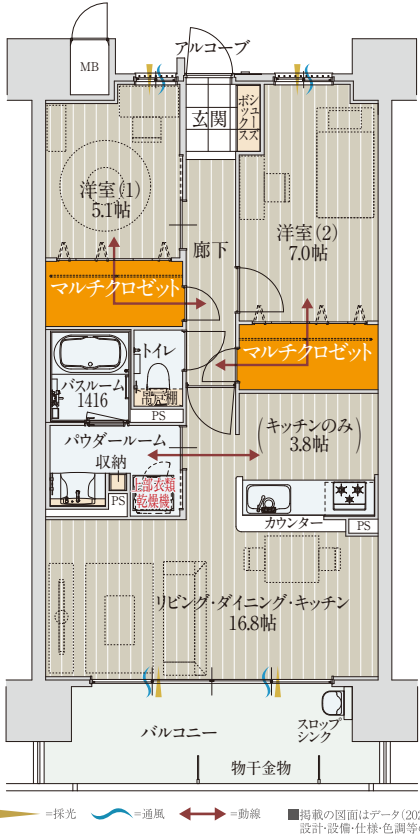 アルコーブ
MB
玄関
シューズ
ボックス
洋室(1)
5.1帖
洋室(2)
7.0帖
廊下
マルチクロゼット
マルチクロゼット
トイレ
吊戸棚
バスルーム
1416
PS
(キッチンのみ)
3.8帖
パウダールーム
収納
上部衣類
乾燥機
PS
カウンター
PS
リビング・ダイニング・キッチン
16.8帖
バルコニー
スロップ
シンク
物干金物
=採光 =通風 =動線
■掲載の図面はデータ(20
設計・設備・仕様・色調等